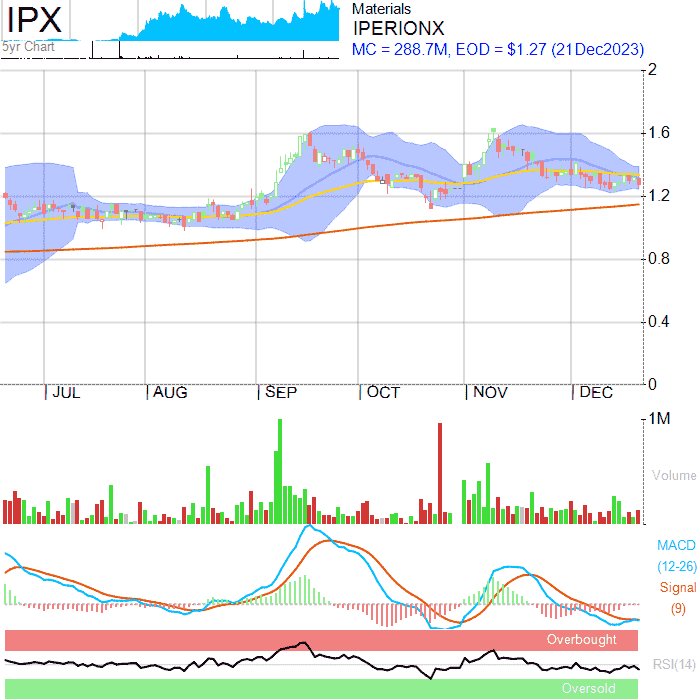 IPX
5yr Chart
Materials
IPERIONX
MC = 288.7M, EOD = $1.27 (21Dec2023)
2
1.6
1.2
0.8
0.4
0
JUL AUG SEP OCT NOV DEC
1M
Volume
MACD
(12-26)
Signal
(9)
Overbought
RSI(14)
Oversold